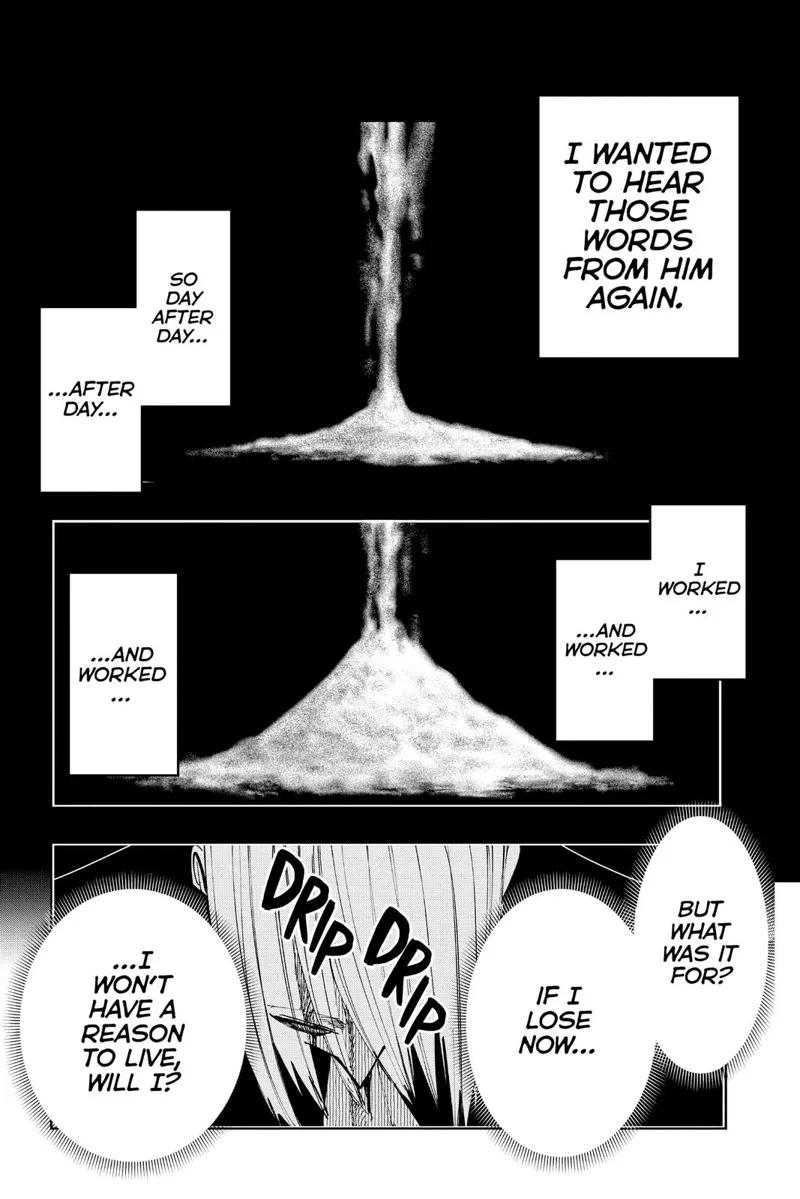 I WANTED
TO HEAR
THOSE
WORDS
FROM HIM
AGAIN.
SO
DAY
AFTER
DAY...
...AFTER
DAY...
I
WORKED
...
...AND
WORKED
...
...AND
WORKED
...
BUT
WHAT
WAS IT
FOR?
IF I
LOSE
NOW...
DRIP
DRIP
...I
WON'T
HAVE A
REASON
TO LIVE,
WILL I?